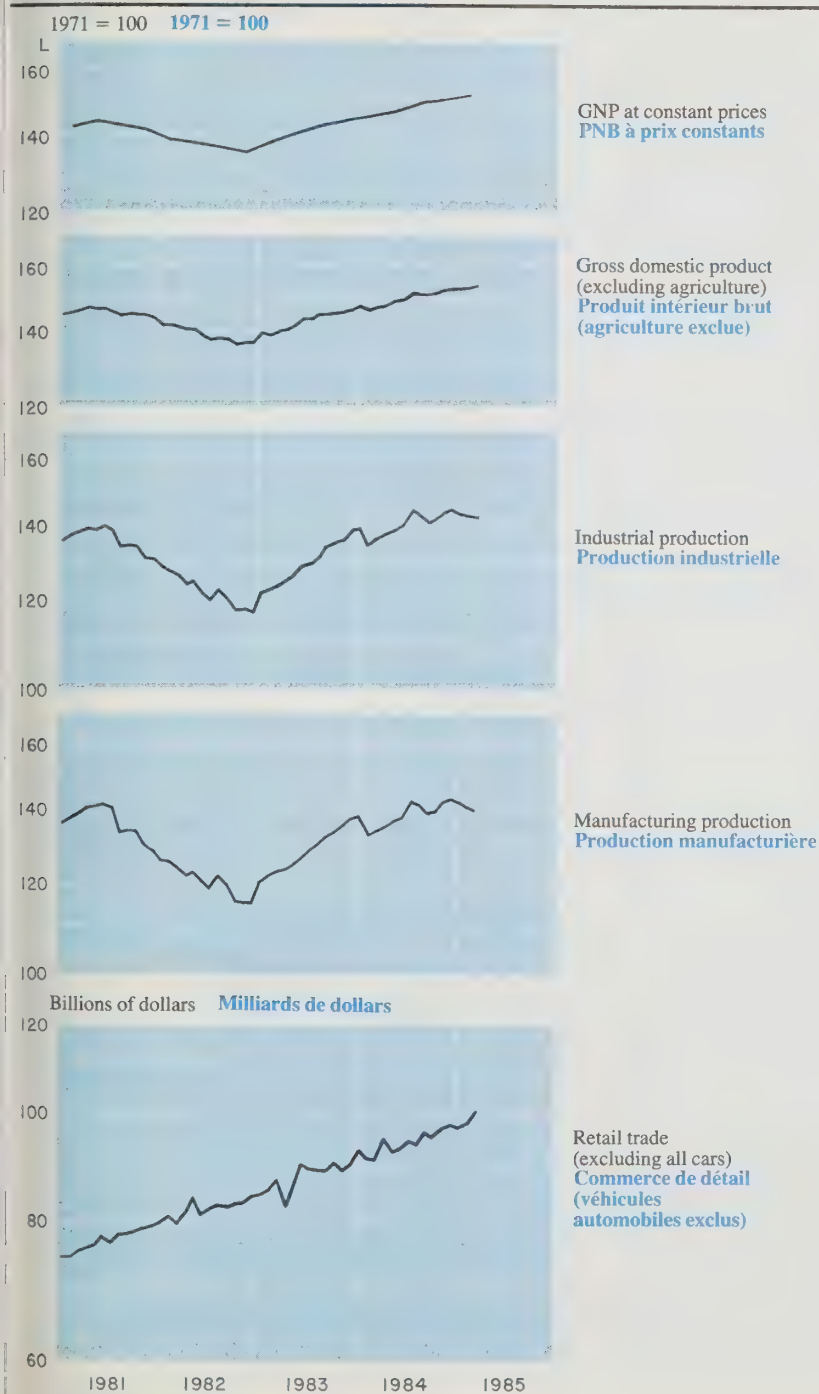 1971 = 100 1971 = 100
L
160
140
120
GNP at constant prices
PNB à prix constants
160
140
120
Gross domestic product
(excluding agriculture)
Produit intérieur brut
(agriculture exclue)
160
140
120
100
Industrial production
Production industrielle
160
140
120
100
Manufacturing production
Production manufacturière
Billions of dollars Milliards de dollars
120
100
80
60
Retail trade
(excluding all cars)
Commerce de détail
(véhicules
automobiles exclus)
1981 1982 1983 1984 1985